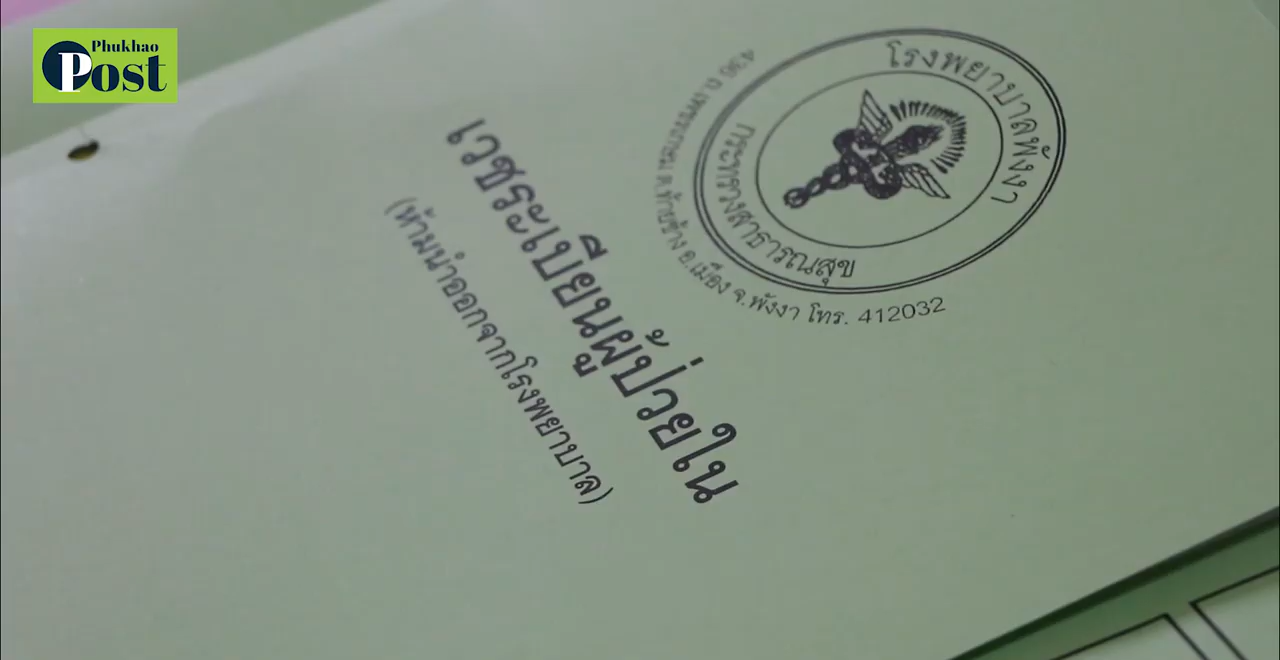 Phukhao
Post
โรงพยาบาลพังงา
กระทรวงสาธารณสุข
436 ต.ท้ายช้าง อ.เมือง จ.พังงา โทร. 412032
เวชระเบียนผู้ป่วยใน
(ห้ามนำออกจากโรงพยาบาล)